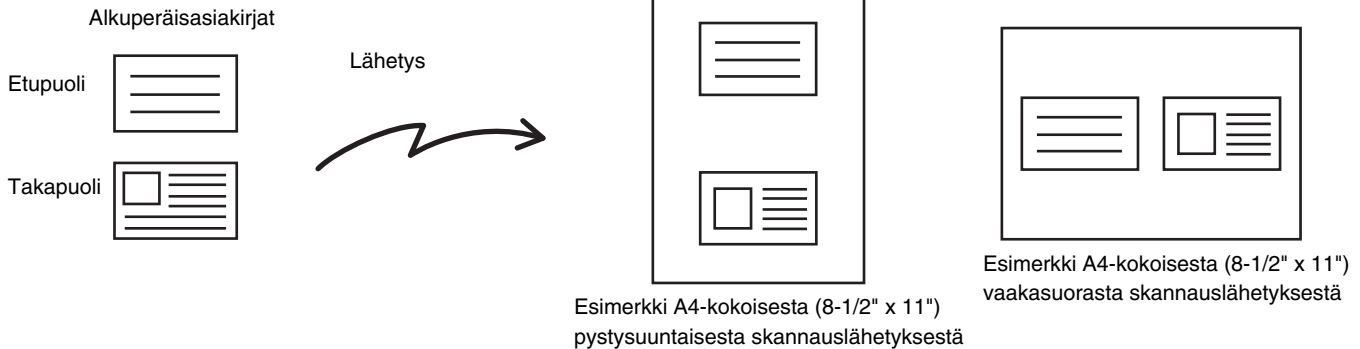 Alkuperäisasiakirjat
Etupuoli
Takapuoli
Lähetys
Esimerkki A4-kokoisesta (8-1/2" x 11")
pystysuuntaisesta skannauslähetyksestä
Esimerkki A4-kokoisesta (8-1/2" x 11")
vaakasuorasta skannauslähetyksestä